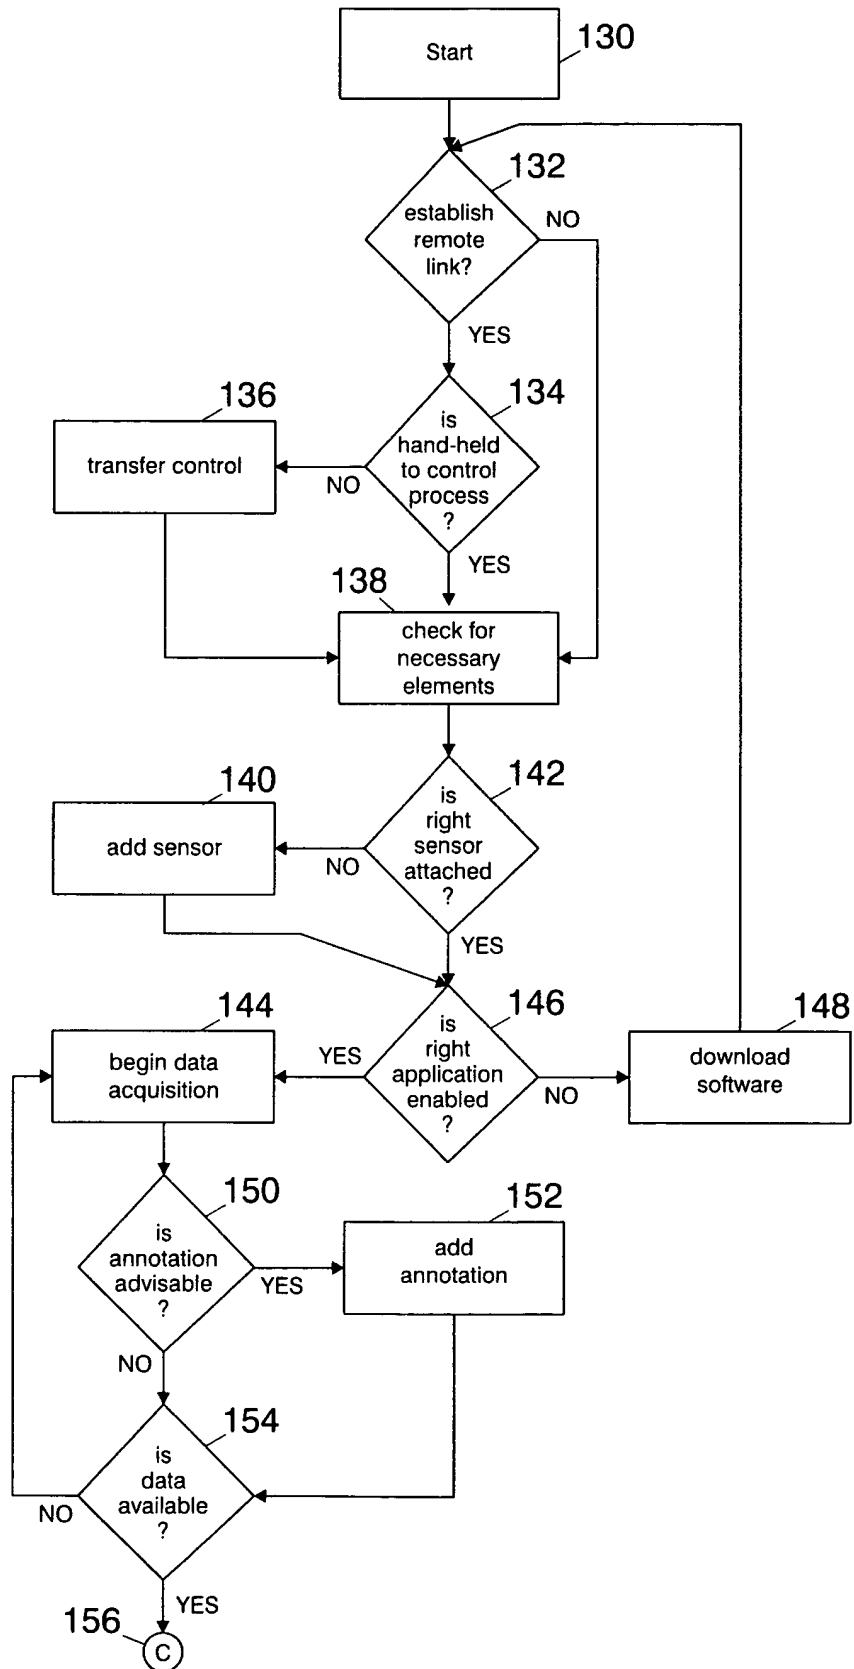 Start
130
132
establish
remote
link?
NO
YES
134
136
is
hand-held
to control
process
?
transfer control
NO
YES
138
check for
necessary
elements
140
142
is
right
sensor
attached
?
add sensor
NO
YES
144
146
148
is
right
application
enabled
?
YES
begin data
acquisition
download
software
NO
150
152
is
annotation
advisable
?
add
annotation
YES
NO
154
is
data
available
?
NO
YES
156
C